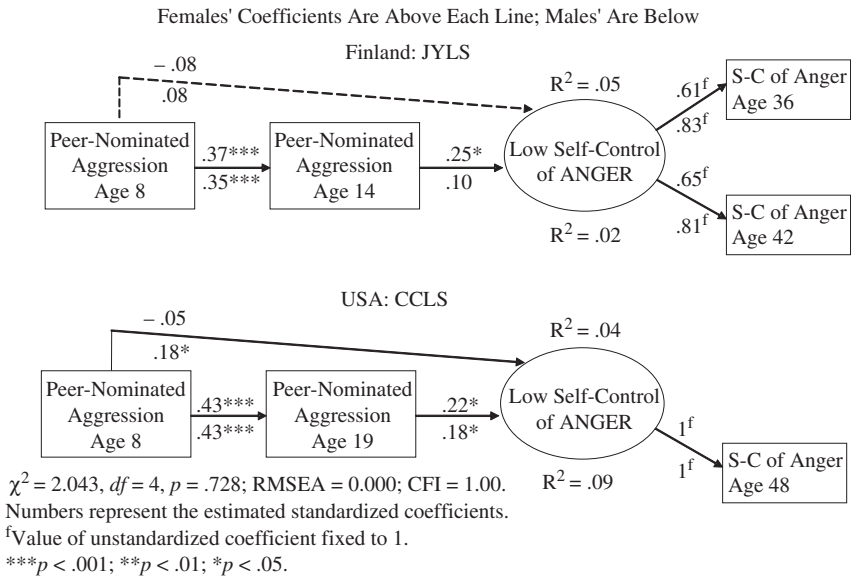 Females' Coefficients Are Above Each Line; Males' Are Below
Finland: JYLS
– .08
.08
R² = .05
.61ᶠ
.83ᶠ
S-C of Anger
Age 36
Peer-Nominated
Aggression
Age 8
.37***
.35***
Peer-Nominated
Aggression
Age 14
.25*
.10
Low Self-Control
of ANGER
.65ᶠ
.81ᶠ
S-C of Anger
Age 42
R² = .02
USA: CCLS
– .05
.18*
R² = .04
Peer-Nominated
Aggression
Age 8
.43***
.43***
Peer-Nominated
Aggression
Age 19
.22*
.18*
Low Self-Control
of ANGER
1ᶠ
1ᶠ
S-C of Anger
Age 48
R² = .09
χ² = 2.043, df = 4, p = .728; RMSEA = 0.000; CFI = 1.00.
Numbers represent the estimated standardized coefficients.
ᶠValue of unstandardized coefficient fixed to 1.
***p < .001; **p < .01; *p < .05.